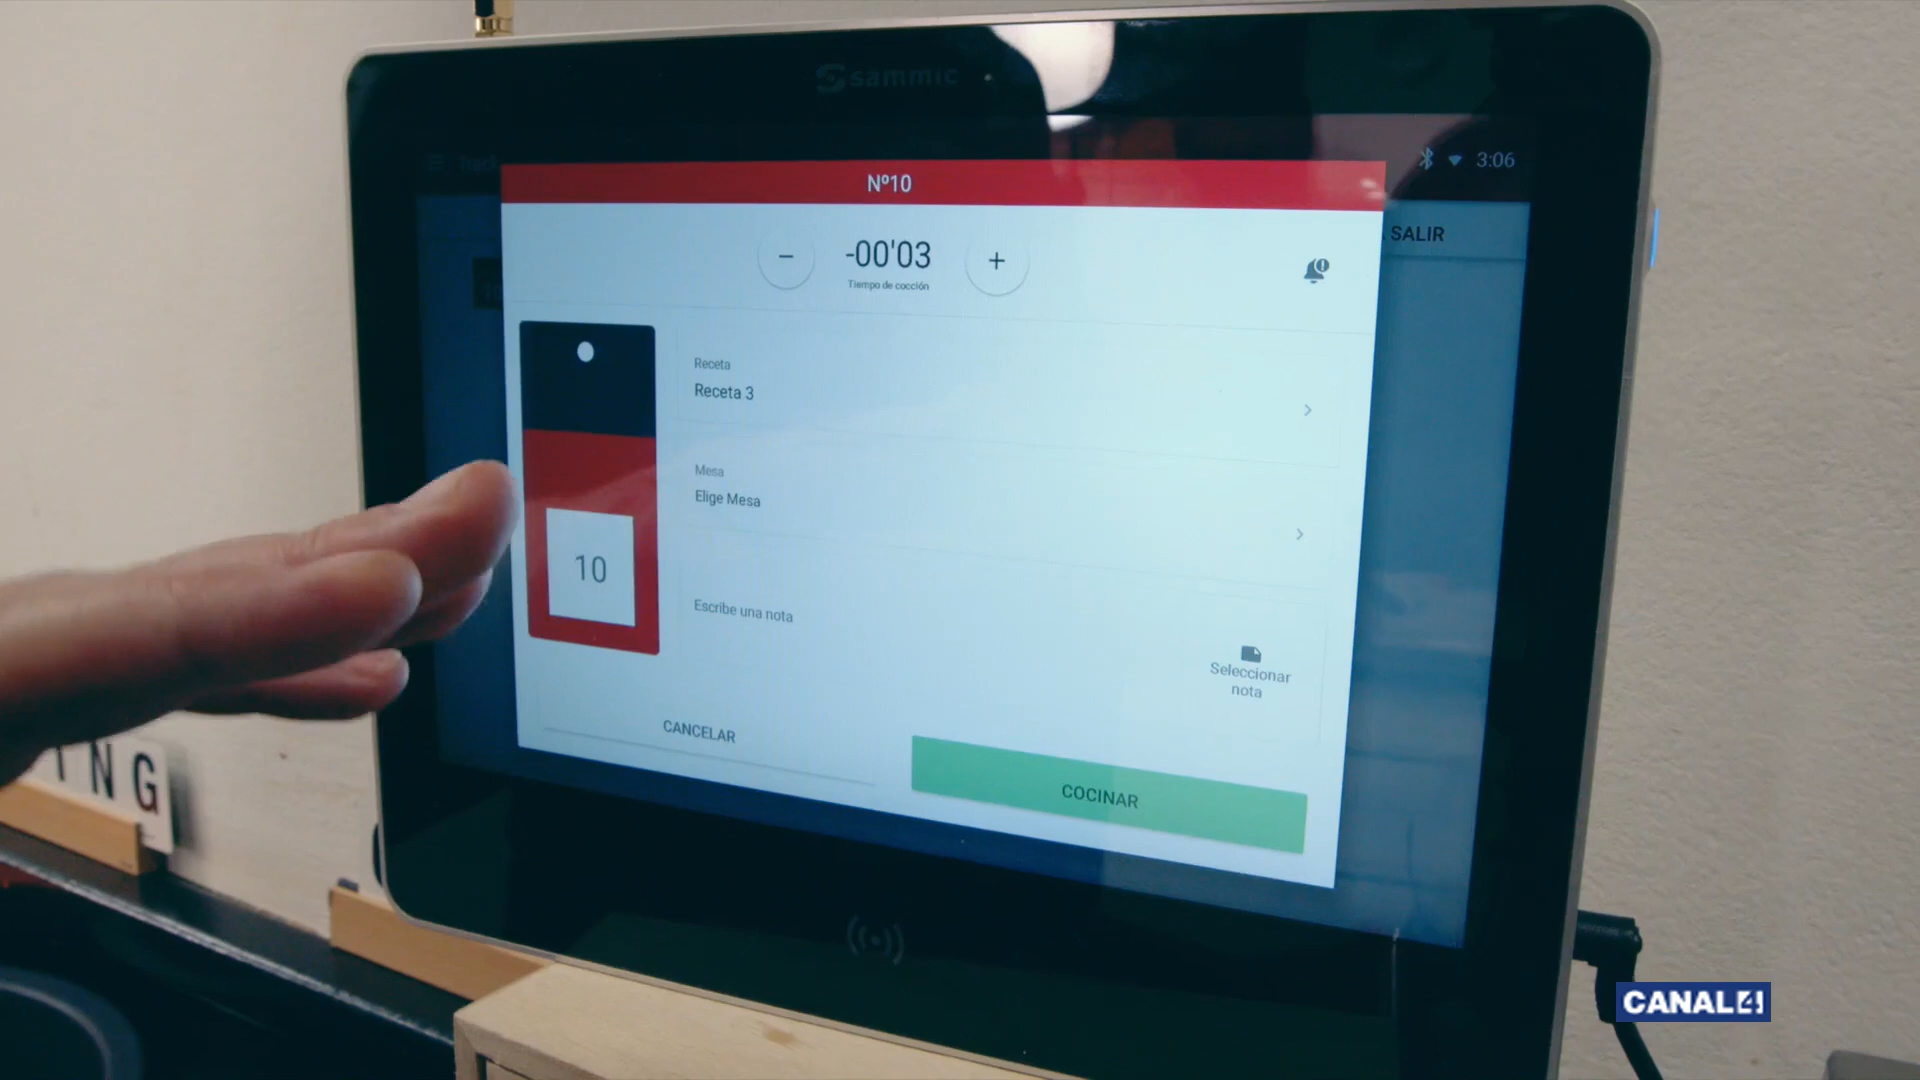 sammic
3:06
Nº10
SALIR
-
-00'03
+
Tiempo de cocción
Receta
Receta 3
Mesa
Elige Mesa
10
Escribe una nota
Seleccionar
nota
CANCELAR
COCINAR
NG
CANAL4